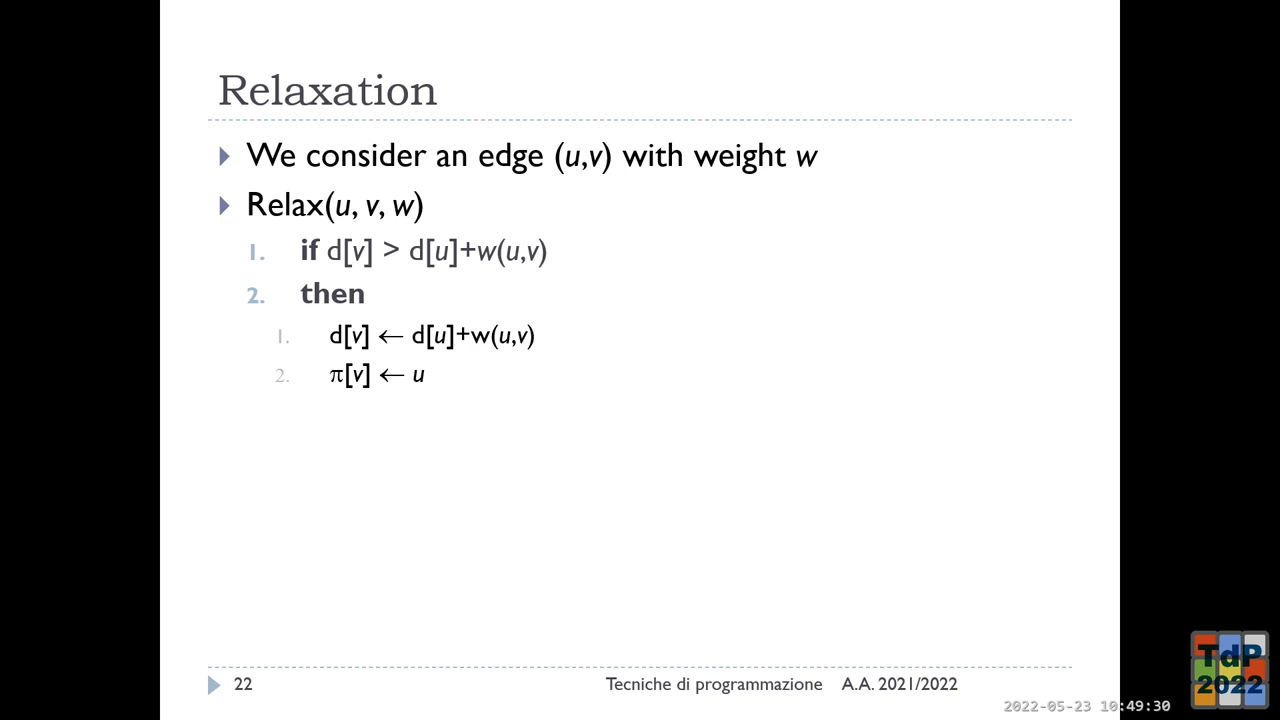 Relaxation
We consider an edge (u,v) with weight w
Relax(u, v, w)
1. if d[v] > d[u]+w(u,v)
2. then
1. d[v] ← d[u]+w(u,v)
2. π[v] ← u
22 Tecniche di programmazione A.A. 2021/2022
2022-05-23 10:49:30
TdP
2022